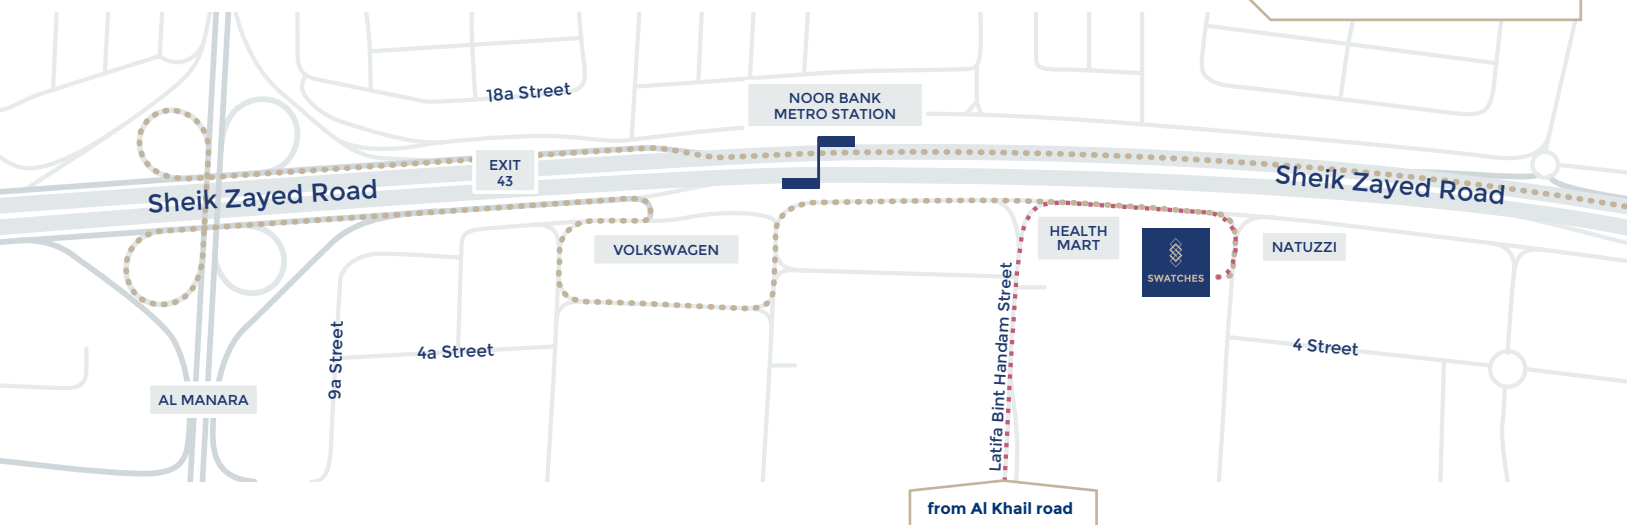 18a Street
NOOR BANK
METRO STATION
EXIT
43
Sheik Zayed Road
Sheik Zayed Road
VOLKSWAGEN
HEALTH
MART
SWATCHES
NATUZZI
9a Street
4a Street
Latifa Bint Handam Street
4 Street
AL MANARA
from Al Khail road